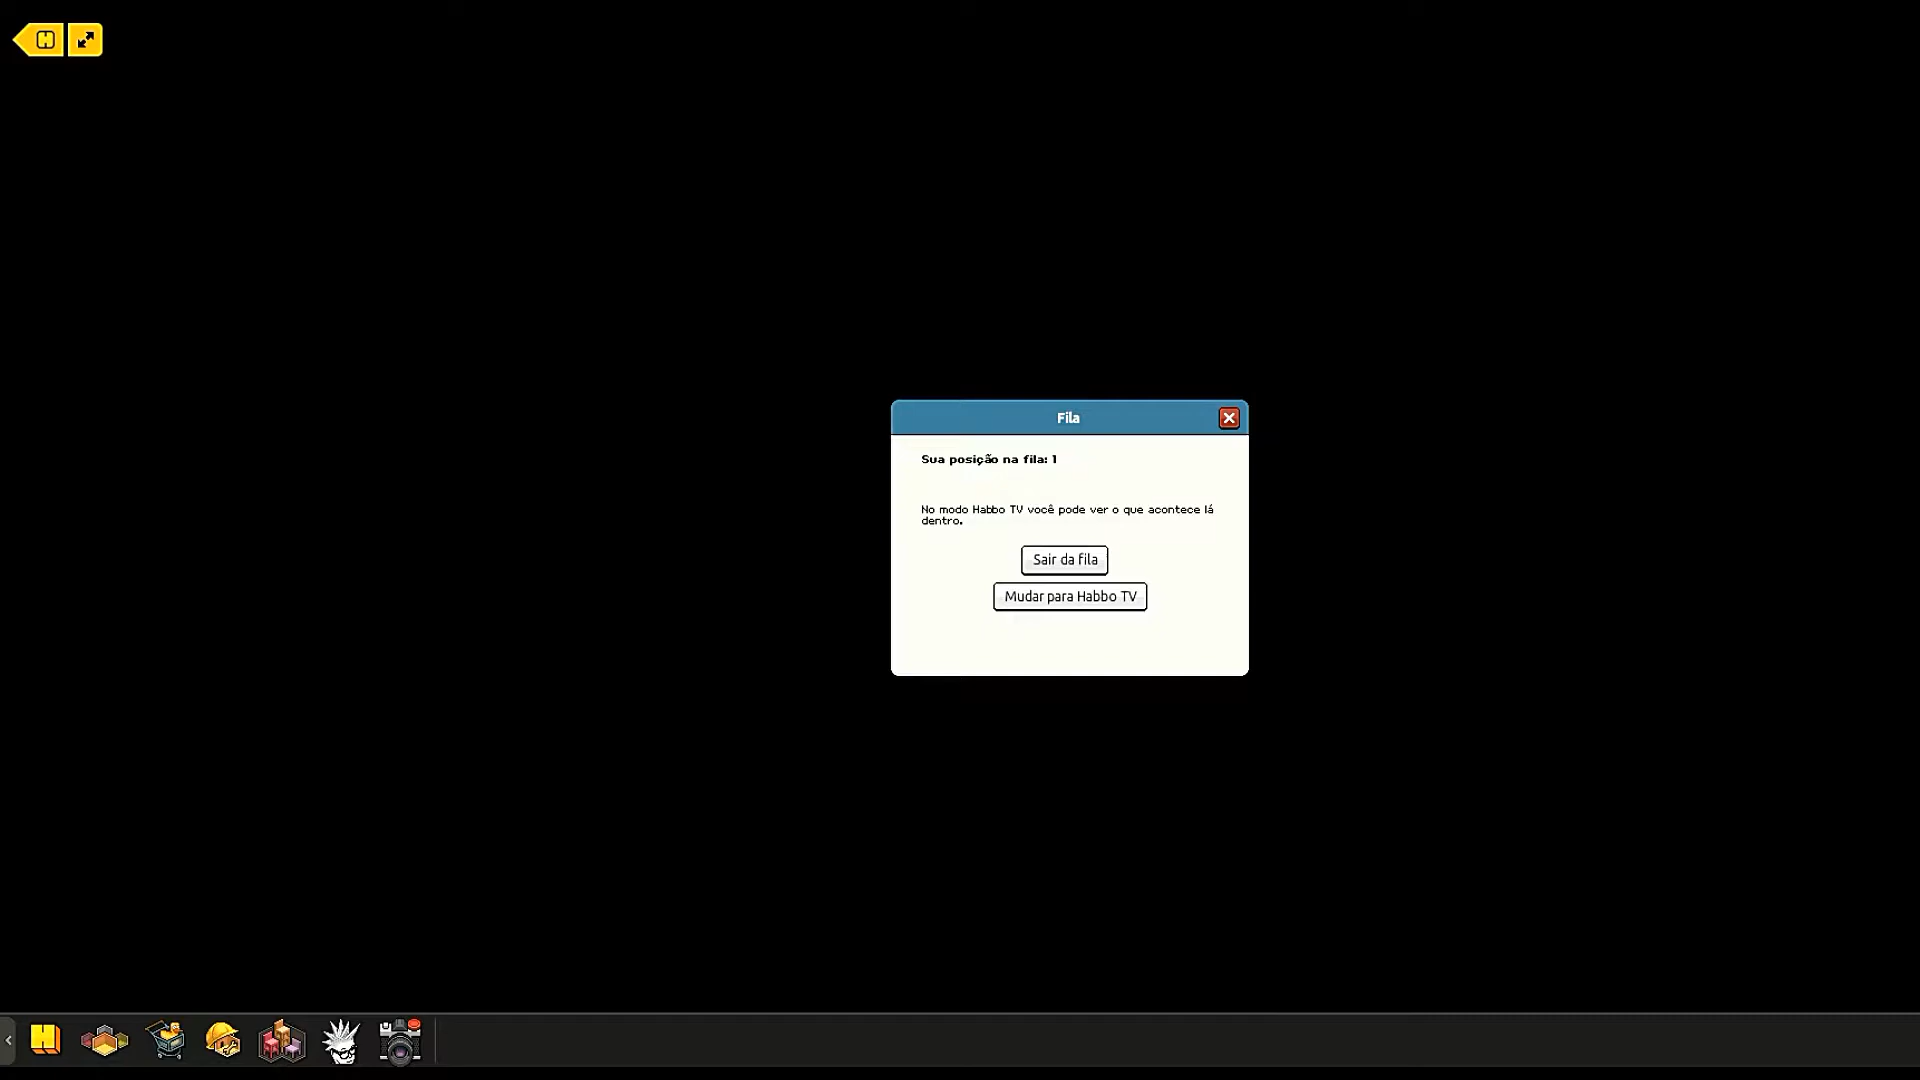 Fila
Sua posição na fila: 1
No modo Habbo TV você pode ver o que acontece lá
dentro.
Sair da fila
Mudar para Habbo TV